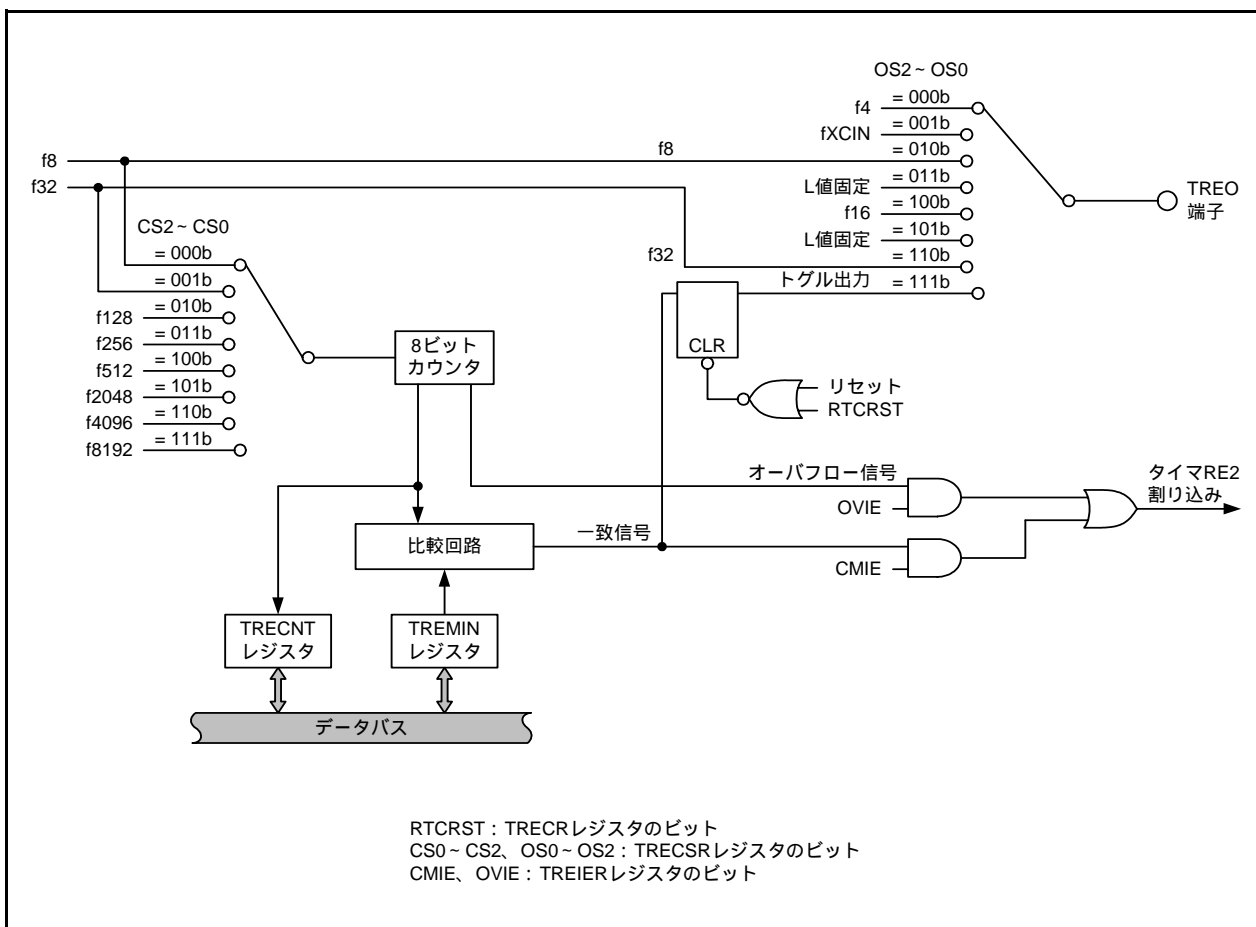 OS2~OS0
f4 = 000b
fXCIN = 001b
f8 f8 = 010b
f32 L値固定 = 011b
f16 = 100b
L値固定 = 101b
f32 = 110b
トグル出力 = 111b
TREO
端子
CS2~CS0
= 000b
= 001b
f128 = 010b
f256 = 011b
f512 = 100b
f2048 = 101b
f4096 = 110b
f8192 = 111b
8ビット
カウンタ
CLR
リセット
RTCRST
オーバフロー信号
OVIE
タイマRE2
割り込み
比較回路
一致信号
CMIE
TRECNT
レジスタ
TREMIN
レジスタ
データバス
RTCRST:TRECRレジスタのビット
CS0~CS2、OS0~OS2:TRECSRレジスタのビット
CMIE、OVIE:TREIERレジスタのビット